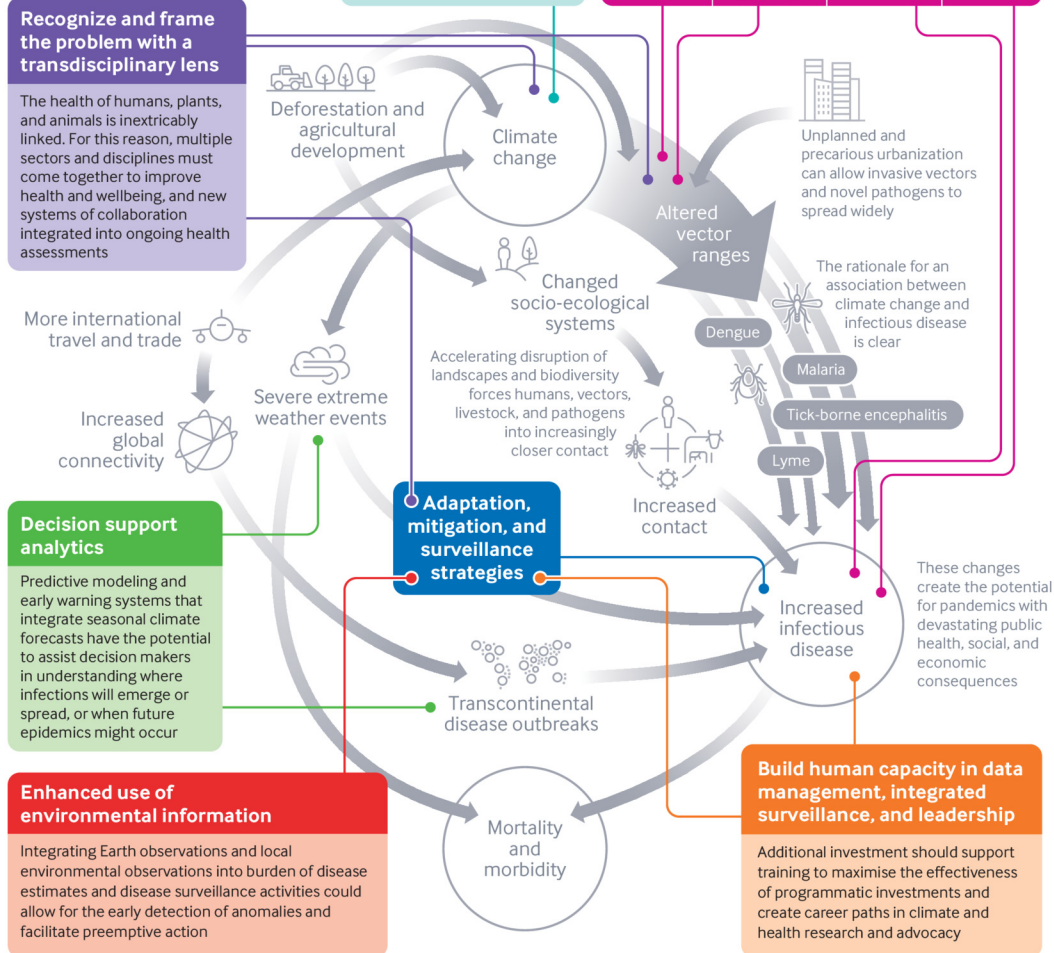 Recognize and frame
the problem with a
transdisciplinary lens
The health of humans, plants,
and animals is inextricably
linked. For this reason, multiple
sectors and disciplines must
come together to improve
health and wellbeing, and new
systems of collaboration
integrated into ongoing health
assessments
Deforestation and
agricultural
development
Climate
change
Unplanned and
precarious urbanization
can allow invasive vectors
and novel pathogens to
spread widely
Altered
vector
ranges
The rationale for an
association between
climate change and
infectious disease
is clear
Changed
socio-ecological
systems
More international
travel and trade
Dengue
Malaria
Tick-borne encephalitis
Lyme
Accelerating disruption of
landscapes and biodiversity
forces humans, vectors,
livestock, and pathogens
into increasingly
closer contact
Severe extreme
weather events
Increased
global
connectivity
Increased
contact
Decision support
analytics
Predictive modeling and
early warning systems that
integrate seasonal climate
forecasts have the potential
to assist decision makers
in understanding where
infections will emerge or
spread, or when future
epidemics might occur
Adaptation,
mitigation, and
surveillance
strategies
Increased
infectious
disease
These changes
create the potential
for pandemics with
devastating public
health, social, and
economic
consequences
Transcontinental
disease outbreaks
Enhanced use of
environmental information
Integrating Earth observations and local
environmental observations into burden of disease
estimates and disease surveillance activities could
allow for the early detection of anomalies and
facilitate preemptive action
Mortality
and
morbidity
Build human capacity in data
management, integrated
surveillance, and leadership
Additional investment should support
training to maximise the effectiveness
of programmatic investments and
create career paths in climate and
health research and advocacy